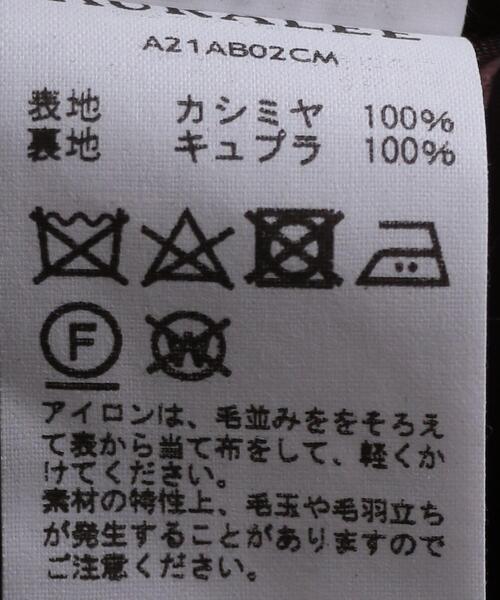 AURALEE
A21AB02CM
表地 カシミヤ 100%
裏地 キュプラ 100%
F
W
アイロンは、毛並みををそろえ
て表から当て布をして、軽くか
けてください。
素材の特性上、毛玉や毛羽立ち
が発生することがありますので
ご注意ください。